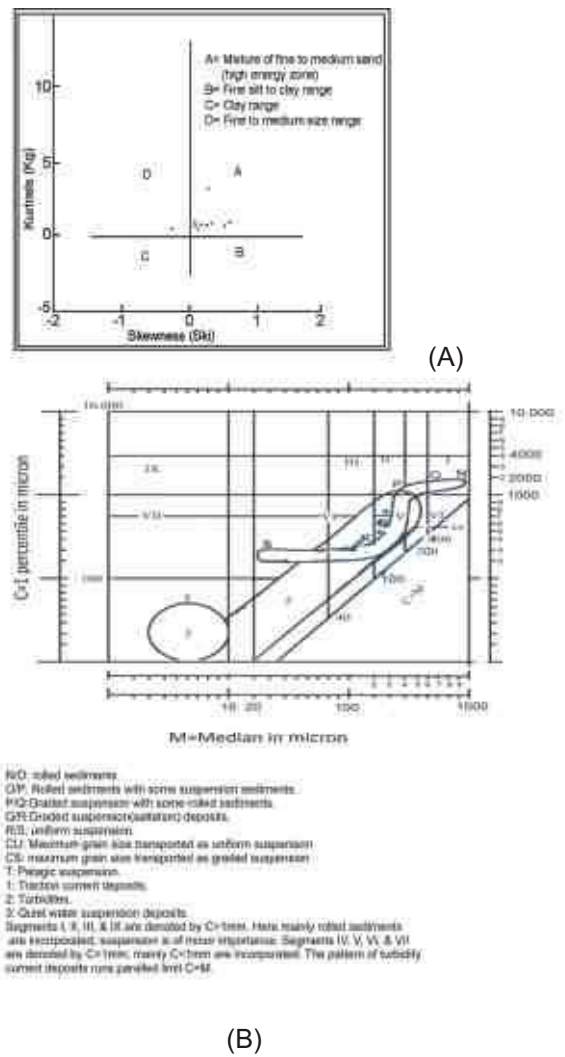 A= Mixture of fine to medium sand
(high energy zone)
B= Fine silt to clay range
C= Clay range
D= Fine to medium size range
10
5
0
-5
Kurtosis (Kg)
D
A
C
B
-2
-1
0
1
2
Skewness (Ski)
(A)
10,000
4000
2000
1000
10
20
100
1000
M=Median in micron
N/O: rolled sediments
O/P: Rolled sediments with some suspension sediments.
P/Q:Graded suspension with some rolled sediments.
Q/R:Graded suspension(saltation) deposits.
R/S: uniform suspension
CU: Maximum grain size transported as uniform suspension
CS: maximum grain size transported as graded suspension
T: Pelagic suspension.
1: Traction current deposits.
2: Turbidites.
3: Quiet water suspension deposits.
Segments I, II, III, & IX are denoted by C>1mm. Here mainly rolled sediments
are incorporated, suspension is of minor importance. Segments IV, V, VI, & VII
are denoted by C>1mm, mainly C<1mm are incorporated. The pattern of turbidity
current deposits runs parallel limit C=M.
(B)